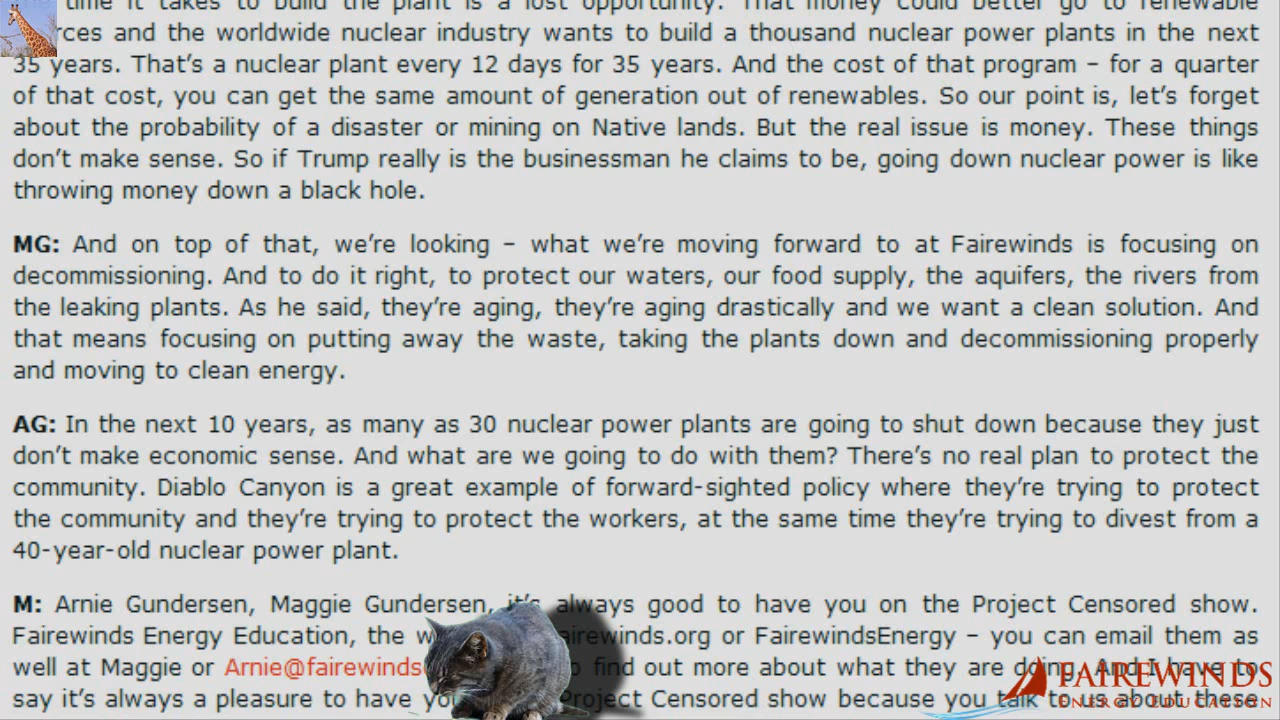 time it takes to build the plant is a lost opportunity. That money could better go to renewable
and the worldwide nuclear industry wants to build a thousand nuclear power plants in the next
35 years. That’s a nuclear plant every 12 days for 35 years. And the cost of that program – for a quarter
of that cost, you can get the same amount of generation out of renewables. So our point is, let’s forget
about the probability of a disaster or mining on Native lands. But the real issue is money. These things
don’t make sense. So if Trump really is the businessman he claims to be, going down nuclear power is like
throwing money down a black hole.
MG: And on top of that, we’re looking – what we’re moving forward to at Fairewinds is focusing on
decommissioning. And to do it right, to protect our waters, our food supply, the aquifers, the rivers from
the leaking plants. As he said, they’re aging, they’re aging drastically and we want a clean solution. And
that means focusing on putting away the waste, taking the plants down and decommissioning properly
and moving to clean energy.
AG: In the next 10 years, as many as 30 nuclear power plants are going to shut down because they just
don’t make economic sense. And what are we going to do with them? There’s no real plan to protect the
community. Diablo Canyon is a great example of forward-sighted policy where they’re trying to protect
the community and they’re trying to protect the workers, at the same time they’re trying to divest from a
40-year-old nuclear power plant.
M: Arnie Gundersen, Maggie Gundersen, it’s always good to have you on the Project Censored show.
Fairewinds Energy Education, the airewinds.org or FairewindsEnergy – you can email them as
well at Maggie or Arnie@fairewinds find out more about what they are doing. And I have to
say it’s always a pleasure to have Project Censored show because you talk to us about these
FAIREWINDS
ENERGY EDUCATION